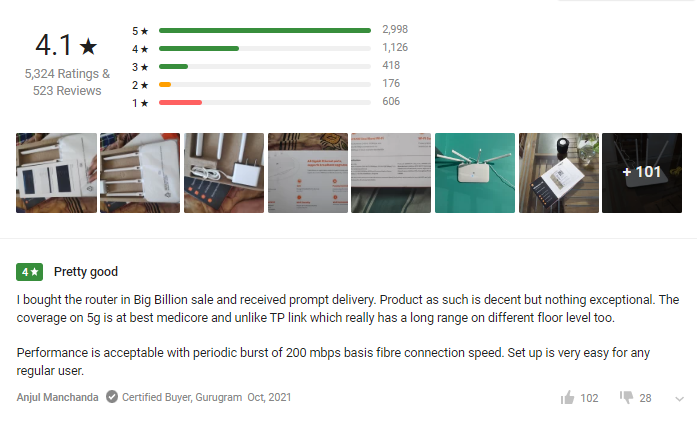 4.1★
5,324 Ratings &
523 Reviews
5★ 2,998
4★ 1,126
3★ 418
2★ 176
1★ 606
+ 101
4★ Pretty good
I bought the router in Big Billion sale and received prompt delivery. Product as such is decent but nothing exceptional. The
coverage on 5g is at best medicore and unlike TP link which really has a long range on different floor level too.
Performance is acceptable with periodic burst of 200 mbps basis fibre connection speed. Set up is very easy for any
regular user.
Anjul Manchanda Certified Buyer, Gurugram Oct, 2021 102 28